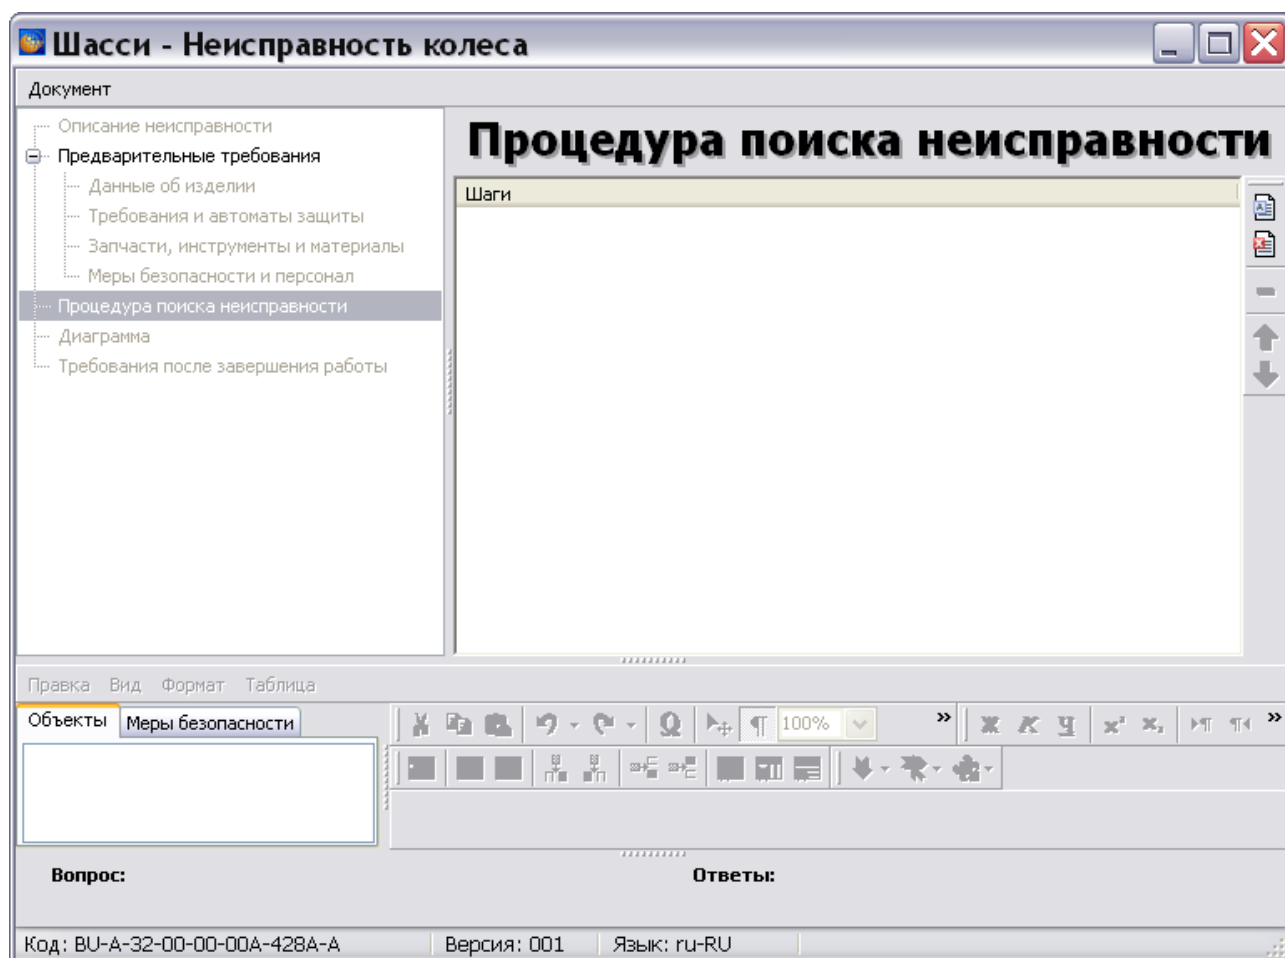 Шасси - Неисправность колеса
Документ
Описание неисправности
Предварительные требования
Данные об изделии
Требования и автоматы защиты
Запчасти, инструменты и материалы
Меры безопасности и персонал
Процедура поиска неисправности
Диаграмма
Требования после завершения работы
Процедура поиска неисправности
Шаги
Правка Вид Формат Таблица
Объекты Меры безопасности
100%
Ж К Ч x² x₂
Вопрос: Ответы:
Код: BU-A-32-00-00-00A-428A-A Версия: 001 Язык: ru-RU